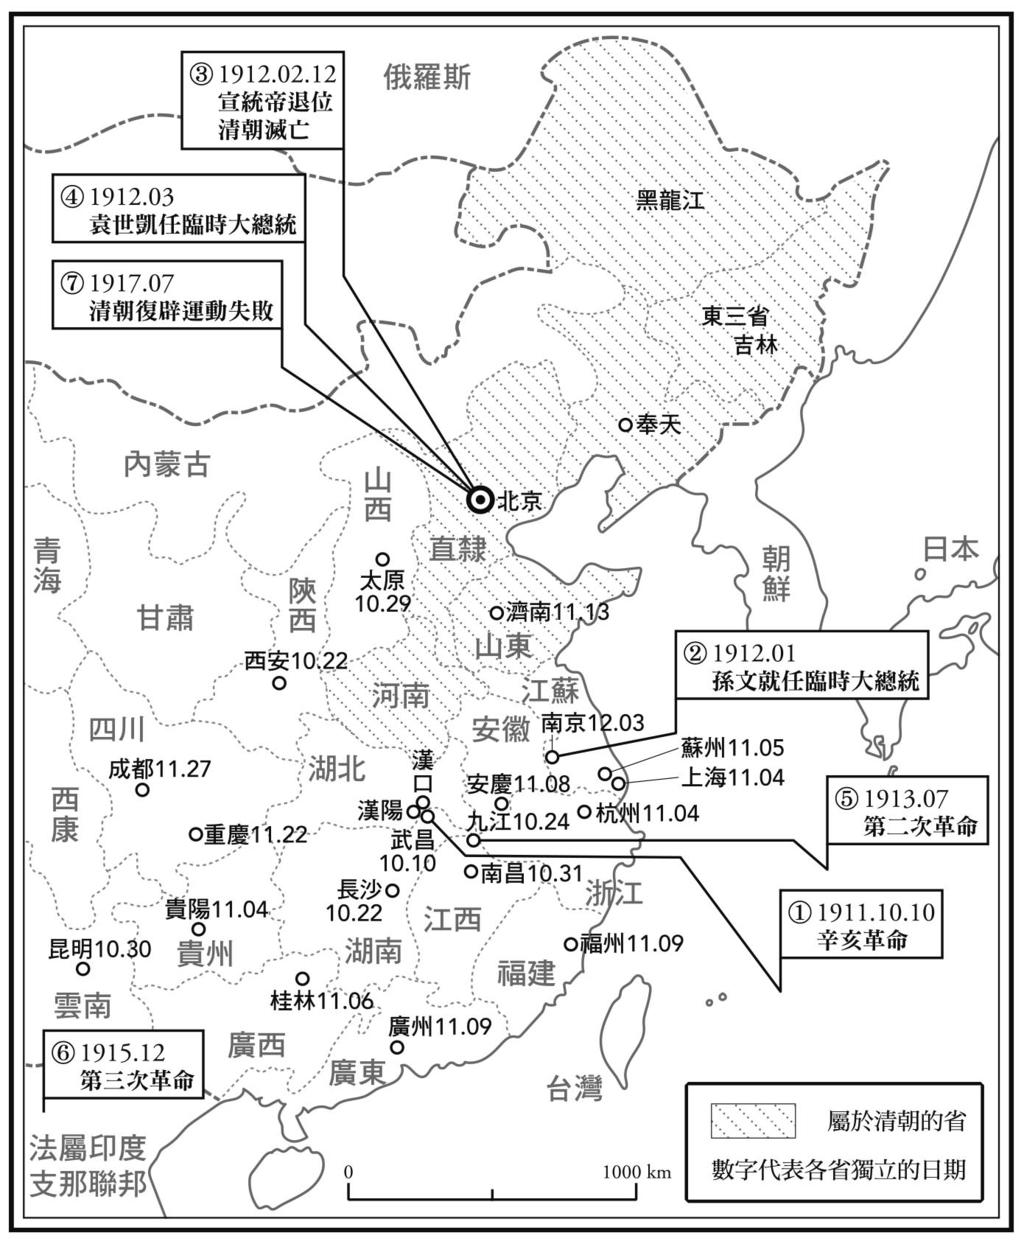 ③ 1912.02.12
宣統帝退位
清朝滅亡
俄羅斯
④ 1912.03
袁世凱任臨時大總統
⑦ 1917.07
清朝復辟運動失敗
黑龍江
東三省
吉林
奉天
內蒙古
山西
北京
青海
直隸
朝鮮
日本
太原
10.29
陝西
甘肅
濟南11.13
山東
西安10.22
② 1912.01
孫文就任臨時大總統
河南
江蘇
四川
安徽
南京12.03
成都11.27
湖北
漢口
蘇州11.05
上海11.04
安慶11.08
西康
漢陽
九江10.24
杭州11.04
⑤ 1913.07
第二次革命
重慶11.22
武昌
10.10
南昌10.31
長沙
10.22
浙江
① 1911.10.10
辛亥革命
貴陽11.04
江西
昆明10.30
貴州
湖南
福州11.09
福建
雲南
桂林11.06
廣州11.09
廣西
廣東
⑥ 1915.12
第三次革命
台灣
屬於清朝的省
法屬印度
支那聯邦
數字代表各省獨立的日期
0
1000 km